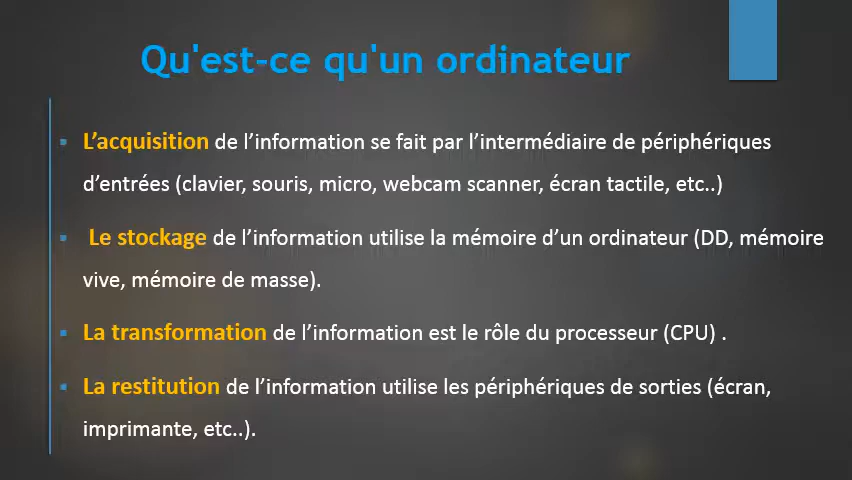 Qu'est-ce qu'un ordinateur
▪ L’acquisition de l’information se fait par l’intermédiaire de périphériques
d’entrées (clavier, souris, micro, webcam scanner, écran tactile, etc..)
▪ Le stockage de l’information utilise la mémoire d’un ordinateur (DD, mémoire
vive, mémoire de masse).
▪ La transformation de l’information est le rôle du processeur (CPU) .
▪ La restitution de l’information utilise les périphériques de sorties (écran,
imprimante, etc..).